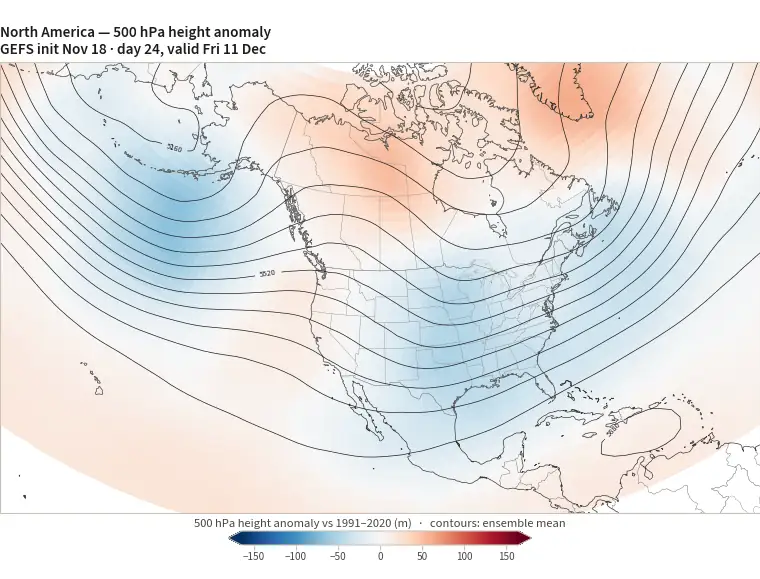 North America — 500 hPa height anomaly
GEFS init Nov 18 · day 24, valid Fri 11 Dec
5160
5520
500 hPa height anomaly vs 1991–2020 (m) · contours: ensemble mean
−150 −100 −50 0 50 100 150